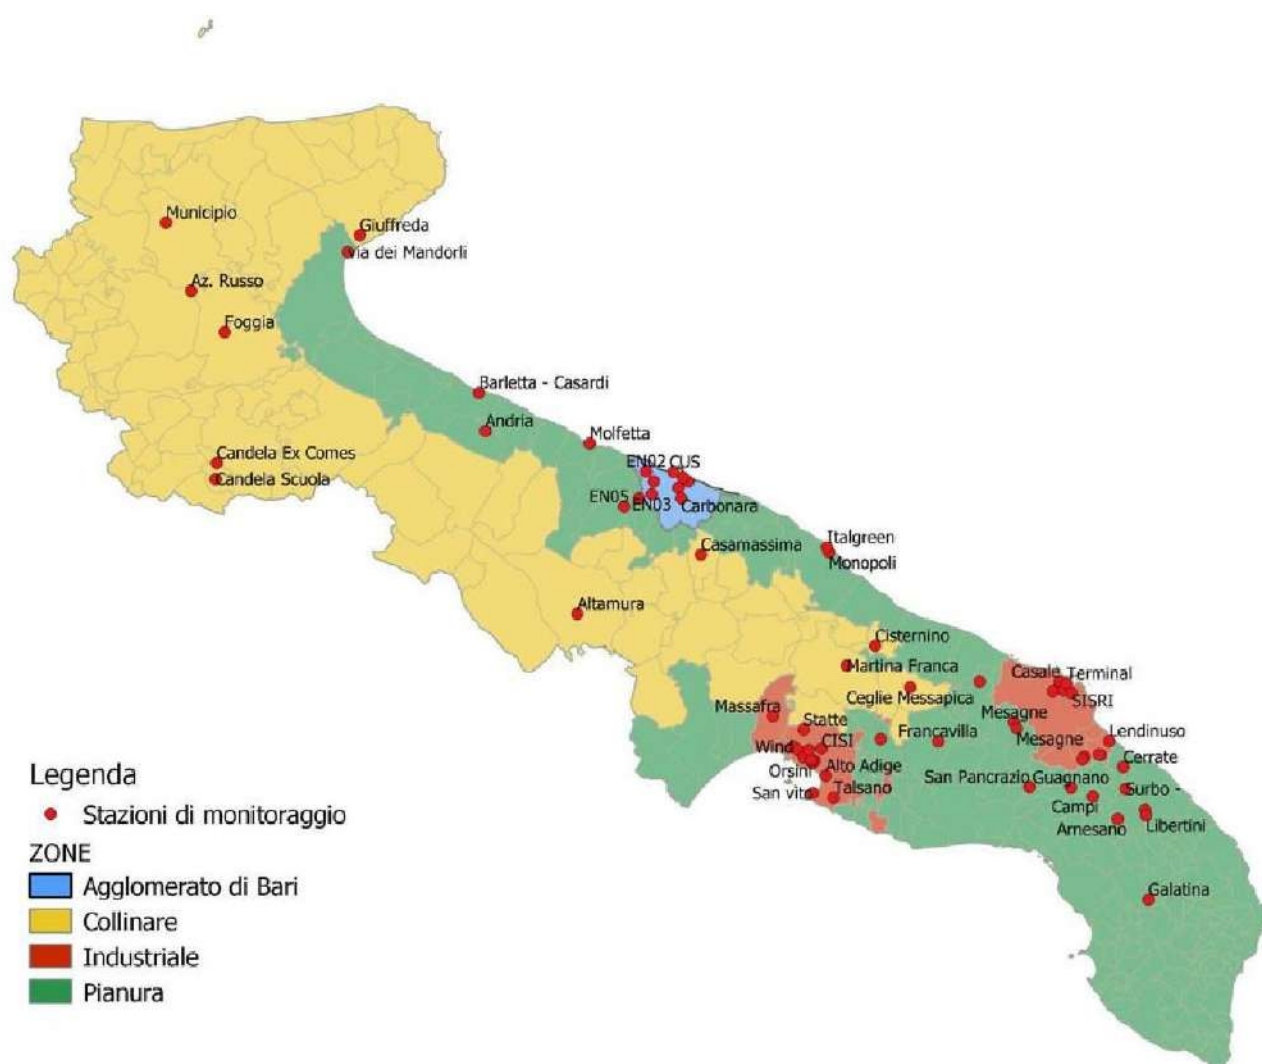 Municipio
Giuffreda
via dei Mandorli
Az. Russo
Foggia
Barletta - Casardi
Andria
Molfetta
Candela Ex Comes
EN02 CUS
Candela Scuola
EN05 EN03 Carbonara
Italgreen
Casamassima
Monopoli
Altamura
Cisternino
Martina Franca
Casale Terminal
Ceglie Messapica
SISRI
Massafra
Mesagne
Statte
Francavilla
Mesagne
Lendinuso
Wind CISI
Cerrate
Orsini Alto Adige
San Pancrazio Guagnano
San vito Talsano
Surbo -
Campi
Arnesano Libertini
Galatina
Legenda
Stazioni di monitoraggio
ZONE
Agglomerato di Bari
Collinare
Industriale
Pianura